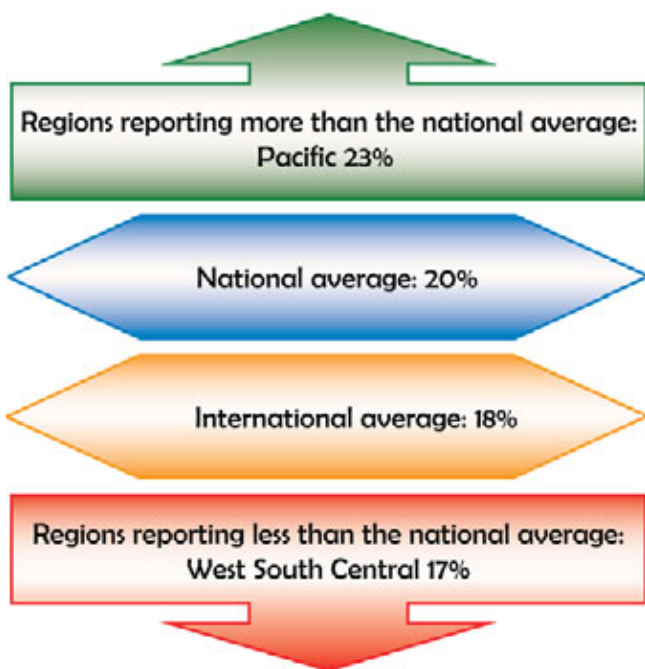 Regions reporting more than the national average:
Pacific 23%
National average: 20%
International average: 18%
Regions reporting less than the national average:
West South Central 17%